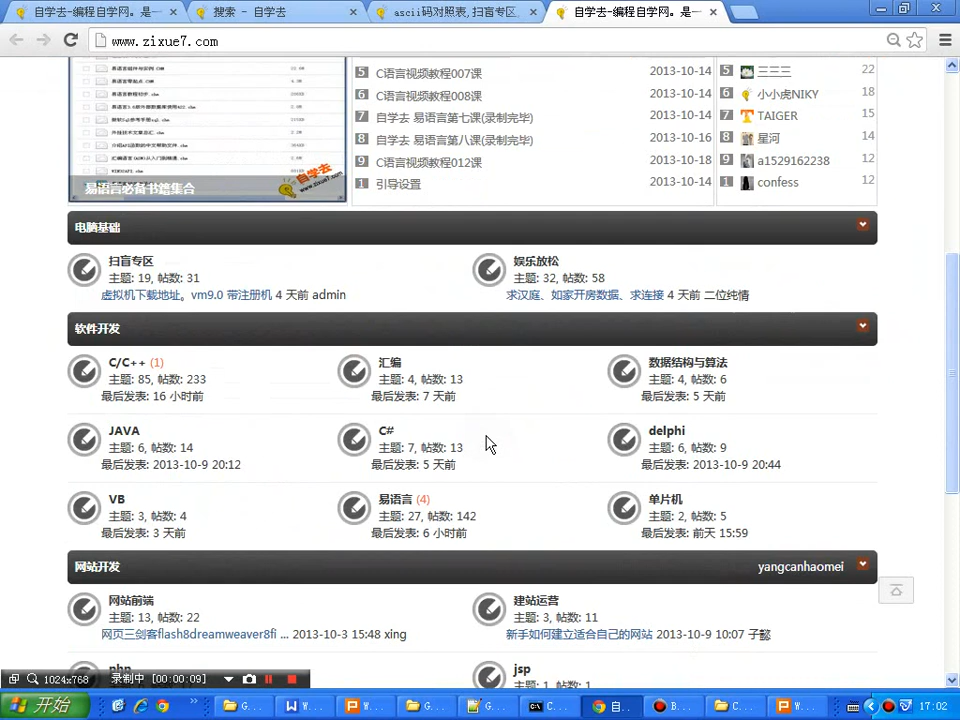 自学去-编程自学网。是一 × 搜索 - 自学去 × ascii码对照表,扫盲专区 × 自学去-编程自学网。是一 ×
www.zixue7.com
易语言必备书籍集合
自学去
www.zixue7.com
5 C语言视频教程007课 2013-10-14
6 C语言视频教程008课 2013-10-14
7 自学去 易语言第七课(录制完毕) 2013-10-14
8 自学去 易语言第八课(录制完毕) 2013-10-16
9 C语言视频教程012课 2013-10-18
1 引导设置 2013-10-14
5 三三三 22
6 小小虎NIKY 18
7 TAIGER 15
8 星河 14
9 a1529162238 12
1 confess 12
电脑基础
扫盲专区
主题: 19, 帖数: 31
虚拟机下载地址。vm9.0 带注册机 4 天前 admin
娱乐放松
主题: 32, 帖数: 58
求汉庭、如家开房数据、求连接 4 天前 二位纯情
软件开发
C/C++ (1)
主题: 85, 帖数: 233
最后发表: 16 小时前
汇编
主题: 4, 帖数: 13
最后发表: 7 天前
数据结构与算法
主题: 4, 帖数: 6
最后发表: 5 天前
JAVA
主题: 6, 帖数: 14
最后发表: 2013-10-9 20:12
C#
主题: 7, 帖数: 13
最后发表: 5 天前
delphi
主题: 6, 帖数: 9
最后发表: 2013-10-9 20:44
VB
主题: 3, 帖数: 4
最后发表: 3 天前
易语言 (4)
主题: 27, 帖数: 142
最后发表: 6 小时前
单片机
主题: 2, 帖数: 5
最后发表: 前天 15:59
网站开发 yangcanhaomei
网站前端
主题: 13, 帖数: 22
网页三剑客flash8dreamweaver8fi ... 2013-10-3 15:48 xing
建站运营
主题: 3, 帖数: 11
新手如何建立适合自己的网站 2013-10-9 10:07 子懿
php
jsp
主题: 1, 帖数: 1
1024x768 录制中 [00:00:09]
开始 G... W... W... G... G... C... 自... B... C... W... 17:02